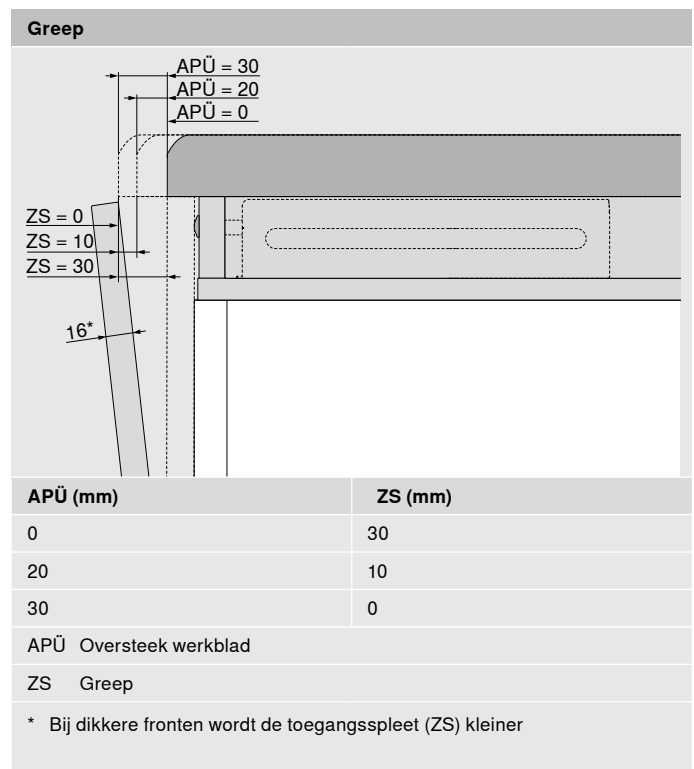 Greep
APÜ = 30
APÜ = 20
APÜ = 0
ZS = 0
ZS = 10
ZS = 30
16*
APÜ (mm) ZS (mm)
0 30
20 10
30 0
APÜ Oversteek werkblad
ZS Greep
* Bij dikkere fronten wordt de toegangsspleet (ZS) kleiner